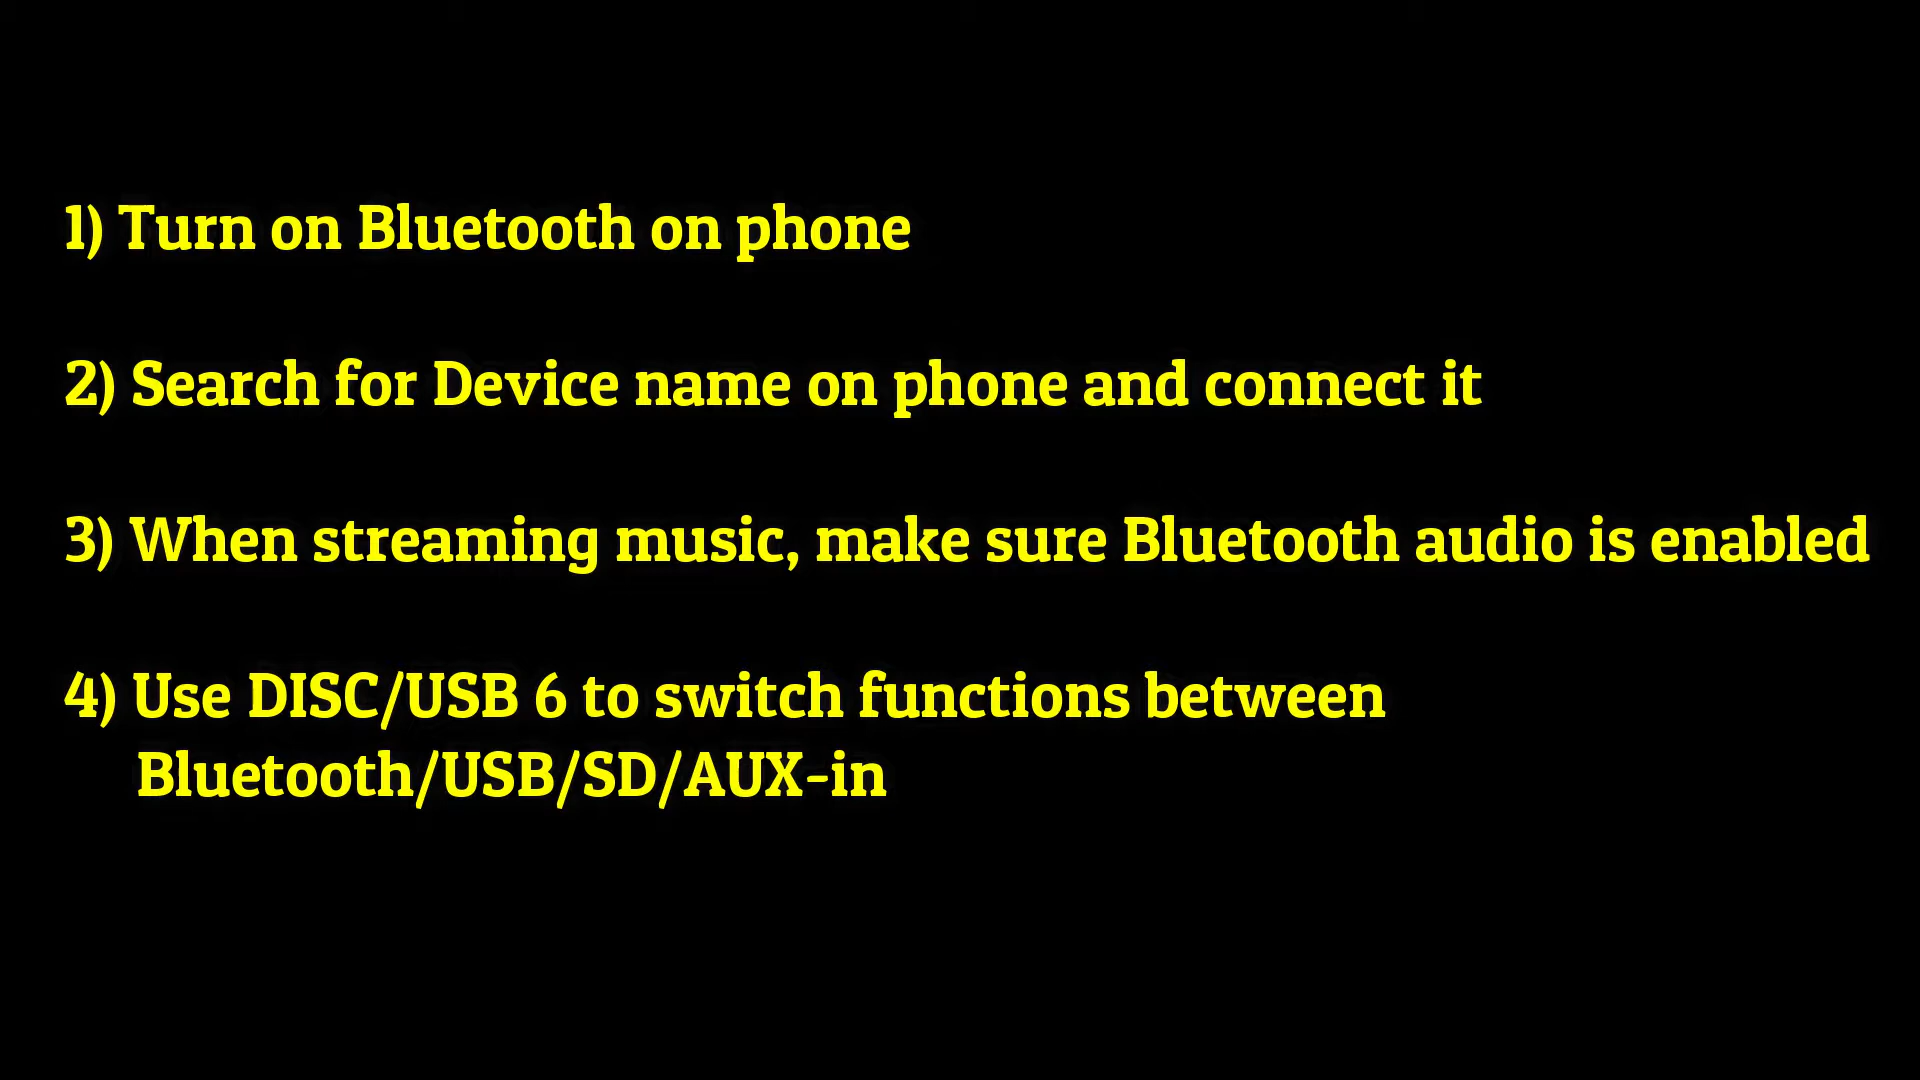 1) Turn on Bluetooth on phone
2) Search for Device name on phone and connect it
3) When streaming music, make sure Bluetooth audio is enabled
4) Use DISC/USB 6 to switch functions between
Bluetooth/USB/SD/AUX-in